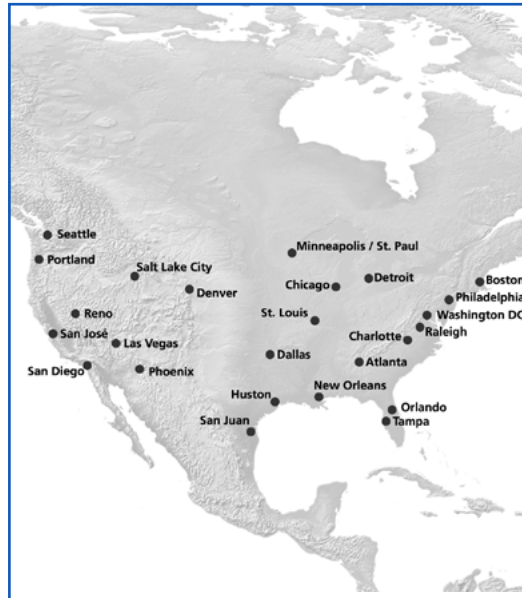 Seattle
Minneapolis / St. Paul
Portland
Salt Lake City
Detroit
Boston
Chicago
Denver
Philadelphia
Reno
St. Louis
Washington DC
Raleigh
San José
Charlotte
Las Vegas
Dallas
Atlanta
San Diego
Phoenix
New Orleans
Huston
Orlando
San Juan
Tampa